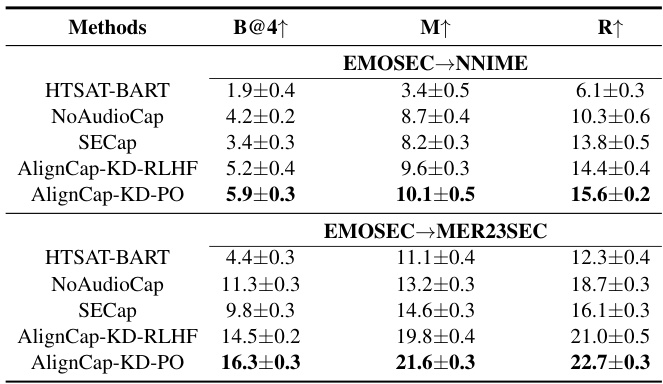 Methods B@4↑ M↑ R↑
EMOSEC→NNIME
HTSAT-BART 1.9±0.4 3.4±0.5 6.1±0.3
NoAudioCap 4.2±0.2 8.7±0.4 10.3±0.6
SECap 3.4±0.3 8.2±0.3 13.8±0.5
AlignCap-KD-RLHF 5.2±0.4 9.6±0.3 14.4±0.4
AlignCap-KD-PO 5.9±0.3 10.1±0.5 15.6±0.2
EMOSEC→MER23SEC
HTSAT-BART 4.4±0.3 11.1±0.4 12.3±0.4
NoAudioCap 11.3±0.3 13.2±0.3 18.7±0.3
SECap 9.8±0.3 14.6±0.3 16.1±0.3
AlignCap-KD-RLHF 14.5±0.2 19.8±0.4 21.0±0.5
AlignCap-KD-PO 16.3±0.3 21.6±0.3 22.7±0.3